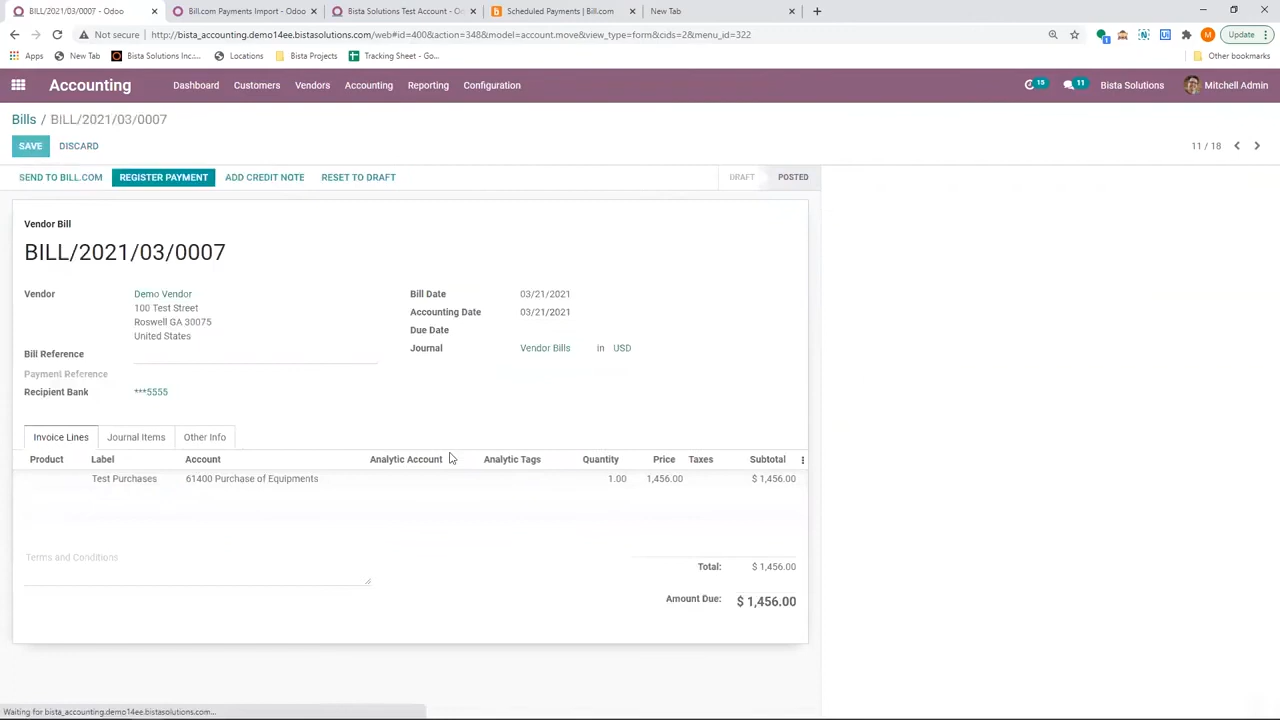 BILL/2021/03/0007 - Odoo
Bill.com Payments Import - Odoo
Bista Solutions Test Account - O
Scheduled Payments | Bill.com
New Tab
Not secure
http://bista_accounting.demo14ee.bistasolutions.com/web#id=400&action=348&model=account.move&view_type=form&cids=2&menu_id=322
M
Update
Apps
New Tab
Bista Solutions Inc.:...
Locations
Bista Projects
Tracking Sheet - Go...
Other bookmarks
Accounting
Dashboard
Customers
Vendors
Accounting
Reporting
Configuration
15
11
Bista Solutions
Mitchell Admin
Bills / BILL/2021/03/0007
SAVE
DISCARD
11 / 18
SEND TO BILL.COM
REGISTER PAYMENT
ADD CREDIT NOTE
RESET TO DRAFT
DRAFT
POSTED
Vendor Bill
BILL/2021/03/0007
Vendor
Demo Vendor
100 Test Street
Roswell GA 30075
United States
Bill Reference
Payment Reference
Recipient Bank
***5555
Bill Date
03/21/2021
Accounting Date
03/21/2021
Due Date
Journal
Vendor Bills in USD
Invoice Lines
Journal Items
Other Info
Product Label Account Analytic Account Analytic Tags Quantity Price Taxes Subtotal
Test Purchases 61400 Purchase of Equipments 1.00 1,456.00 $ 1,456.00
Terms and Conditions
Total: $ 1,456.00
Amount Due: $ 1,456.00
Waiting for bista_accounting.demo14ee.bistasolutions.com...